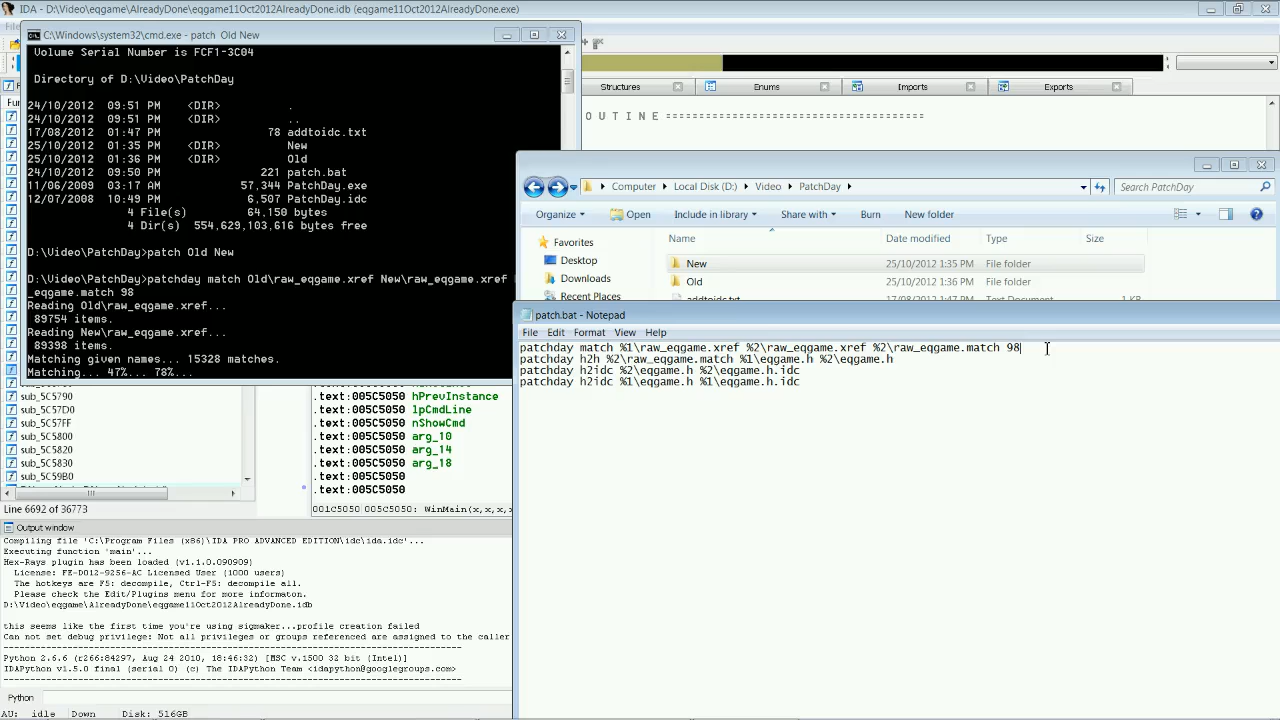 IDA - D:\Video\eqgame\AlreadyDone\eqgame11Oct2012AlreadyDone.idb (eqgame11Oct2012AlreadyDone.exe)
C:\Windows\system32\cmd.exe - patch Old New
Volume Serial Number is FCF1-3C04
Directory of D:\Video\PatchDay
24/10/2012 09:51 PM <DIR> .
24/10/2012 09:51 PM <DIR> ..
17/08/2012 01:47 PM 78 addtoidc.txt
25/10/2012 01:35 PM <DIR> New
25/10/2012 01:36 PM <DIR> Old
24/10/2012 09:50 PM 221 patch.bat
11/06/2009 03:17 AM 57,344 PatchDay.exe
12/07/2008 10:49 PM 6,507 PatchDay.idc
4 File(s) 64,150 bytes
4 Dir(s) 554,629,103,616 bytes free
D:\Video\PatchDay>patch Old New
D:\Video\PatchDay>patchday match Old\raw_eqgame.xref New\raw_eqgame.xref
_eqgame.match 98
Reading Old\raw_eqgame.xref...
89754 items.
Reading New\raw_eqgame.xref...
89398 items.
Matching given names... 15328 matches.
Matching... 47%... 78%...
Structures
Enums
Imports
Exports
O U T I N E =======================================
Computer
Local Disk (D:)
Video
PatchDay
Search PatchDay
Organize
Open
Include in library
Share with
Burn
New folder
Favorites
Desktop
Downloads
Recent Places
Name Date modified Type Size
New 25/10/2012 1:35 PM File folder
Old 25/10/2012 1:36 PM File folder
patch.bat - Notepad
File Edit Format View Help
patchday match %1\raw_eqgame.xref %2\raw_eqgame.xref %2\raw_eqgame.match 98
patchday h2h %2\raw_eqgame.match %1\eqgame.h %2\eqgame.h
patchday h2idc %2\eqgame.h %2\eqgame.h.idc
patchday h2idc %1\eqgame.h %1\eqgame.h.idc
sub_5C5790
sub_5C57D0
sub_5C57FF
sub_5C5800
sub_5C5820
sub_5C5830
sub_5C59B0
Line 6692 of 36773
.text:005C5050 hPrevInstance
.text:005C5050 lpCmdLine
.text:005C5050 nShowCmd
.text:005C5050 arg_10
.text:005C5050 arg_14
.text:005C5050 arg_18
.text:005C5050
.text:005C5050
001C5050 005C5050: WinMain(x,x,x,x
Output window
Compiling file 'C:\Program Files (x86)\IDA PRO ADVANCED EDITION\idc\ida.idc'...
Executing function 'main'...
Hex-Rays plugin has been loaded (v1.1.0.090909)
License: FE-D012-9256-AC Licensed User (1000 users)
The hotkeys are F5: decompile, Ctrl-F5: decompile all.
Please check the Edit/Plugins menu for more informaton.
D:\Video\eqgame\AlreadyDone\eqgame11Oct2012AlreadyDone.idb
this seems like the first time you're using sigmaker...profile creation failed
Can not set debug privilege: Not all privileges or groups referenced are assigned to the caller
Python 2.6.6 (r266:84297, Aug 24 2010, 18:46:32) [MSC v.1500 32 bit (Intel)]
IDAPython v1.5.0 final (serial 0) (c) The IDAPython Team <idapython@googlegroups.com>
Python
AU: idle Down Disk: 516GB